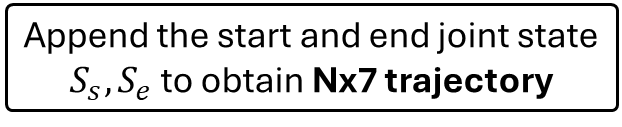 Append the start and end joint state
Sₛ, Sₑ to obtain Nx7 trajectory